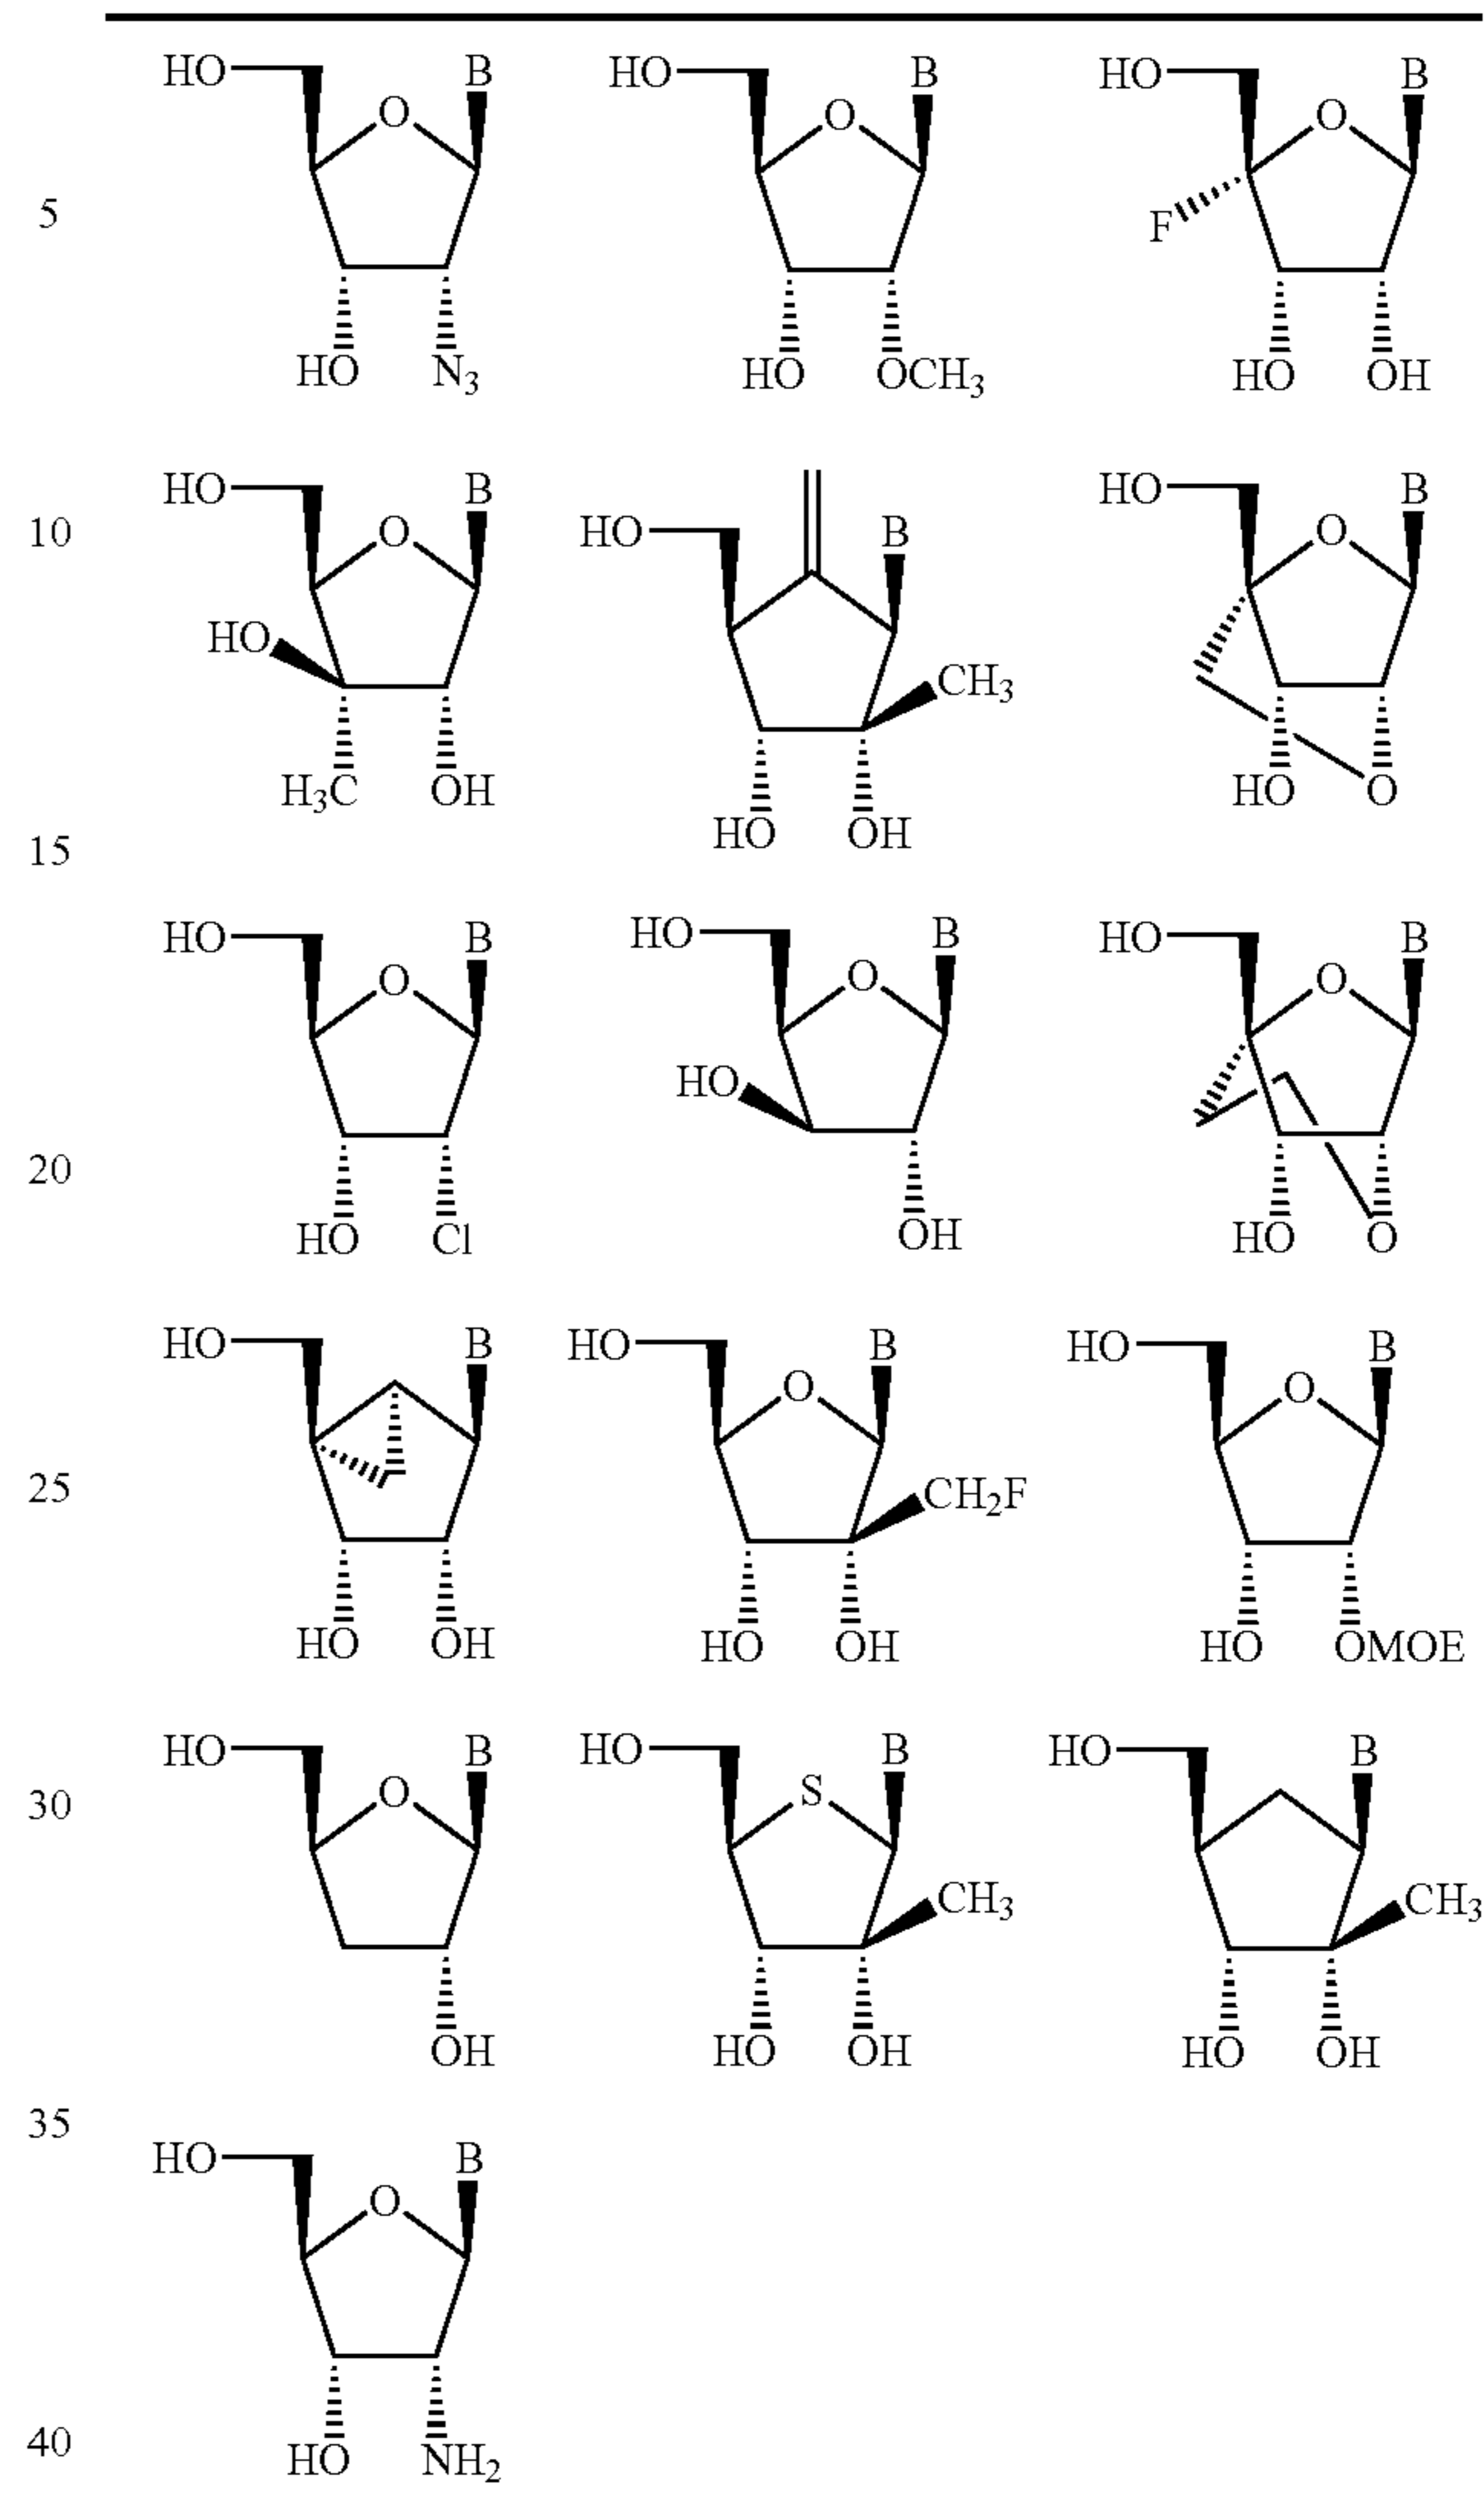 HO B HO B HO B
O O O
5
F
HO N3 HO OCH3 HO OH
HO B HO B
O O
10 HO B
HO
CH3
H3C OH HO O
HO OH
15
HO B HO B HO B
O O O
HO
20
HO Cl OH HO O
HO B HO B HO B
O O
25 CH2F
HO OH HO OH HO OMOE
HO B HO B HO B
30 O S
CH3 CH3
OH HO OH HO OH
35
HO B
O
40 HO NH2